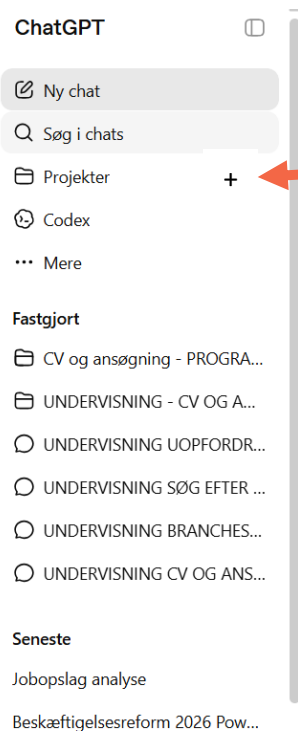 ChatGPT
Ny chat
Søg i chats
Projekter +
Codex
Mere
Fastgjort
CV og ansøgning - PROGRA...
UNDERVISNING - CV OG A...
UNDERVISNING UOPFORDR...
UNDERVISNING SØG EFTER ...
UNDERVISNING BRANCHES...
UNDERVISNING CV OG ANS...
Seneste
Jobopslag analyse
Beskæftigelsesreform 2026 Pow...